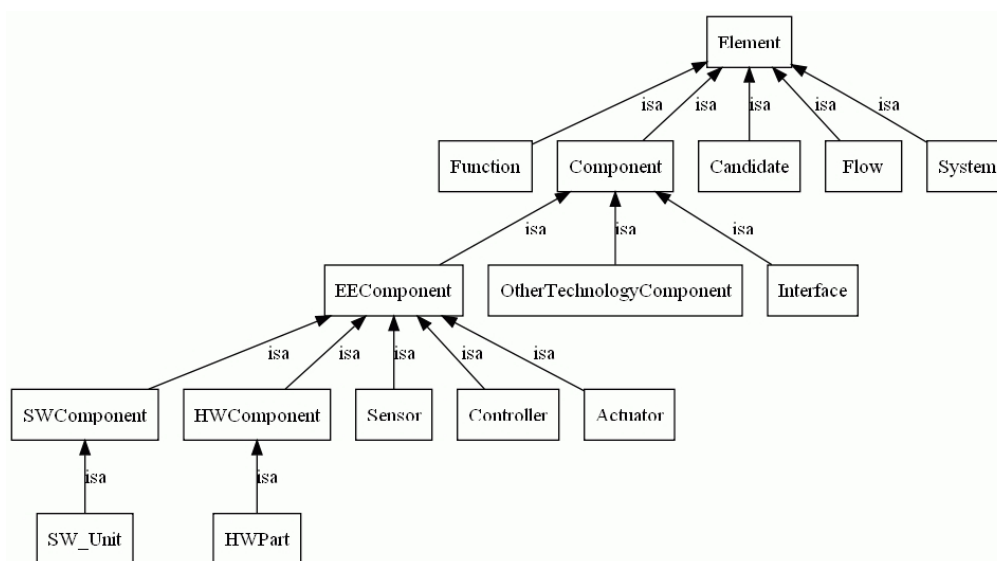 Element
isa isa isa isa isa
Function Component Candidate Flow System
isa isa isa
EEComponent OtherTechnologyComponent Interface
isa isa isa isa isa
SWComponent HWComponent Sensor Controller Actuator
isa isa
SW_Unit HWPart